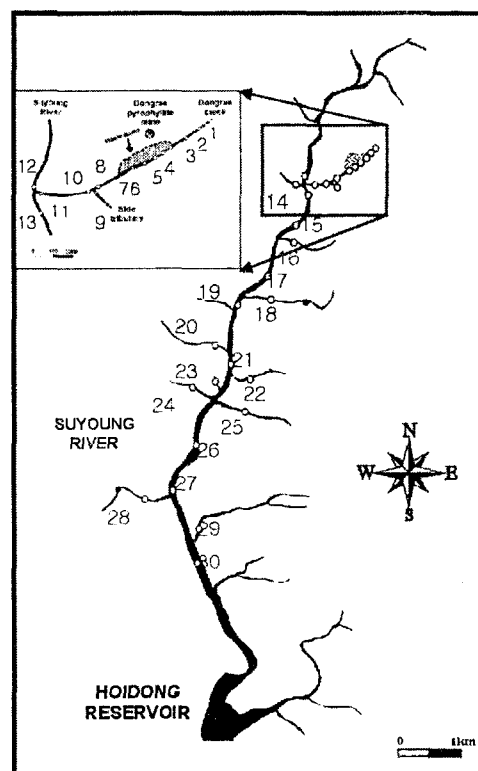 Suyoung
River
Dongrae
pyrophyllite
mine
Dongrae
creek
1
2
3
4
5
76
8
9
Side
tributary
10
11
12
13
14
15
16
17
18
19
20
21
22
23
24
25
SUYOUNG
RIVER
26
27
28
29
30
N
W E
S
HOIDONG
RESERVOIR
0 1km